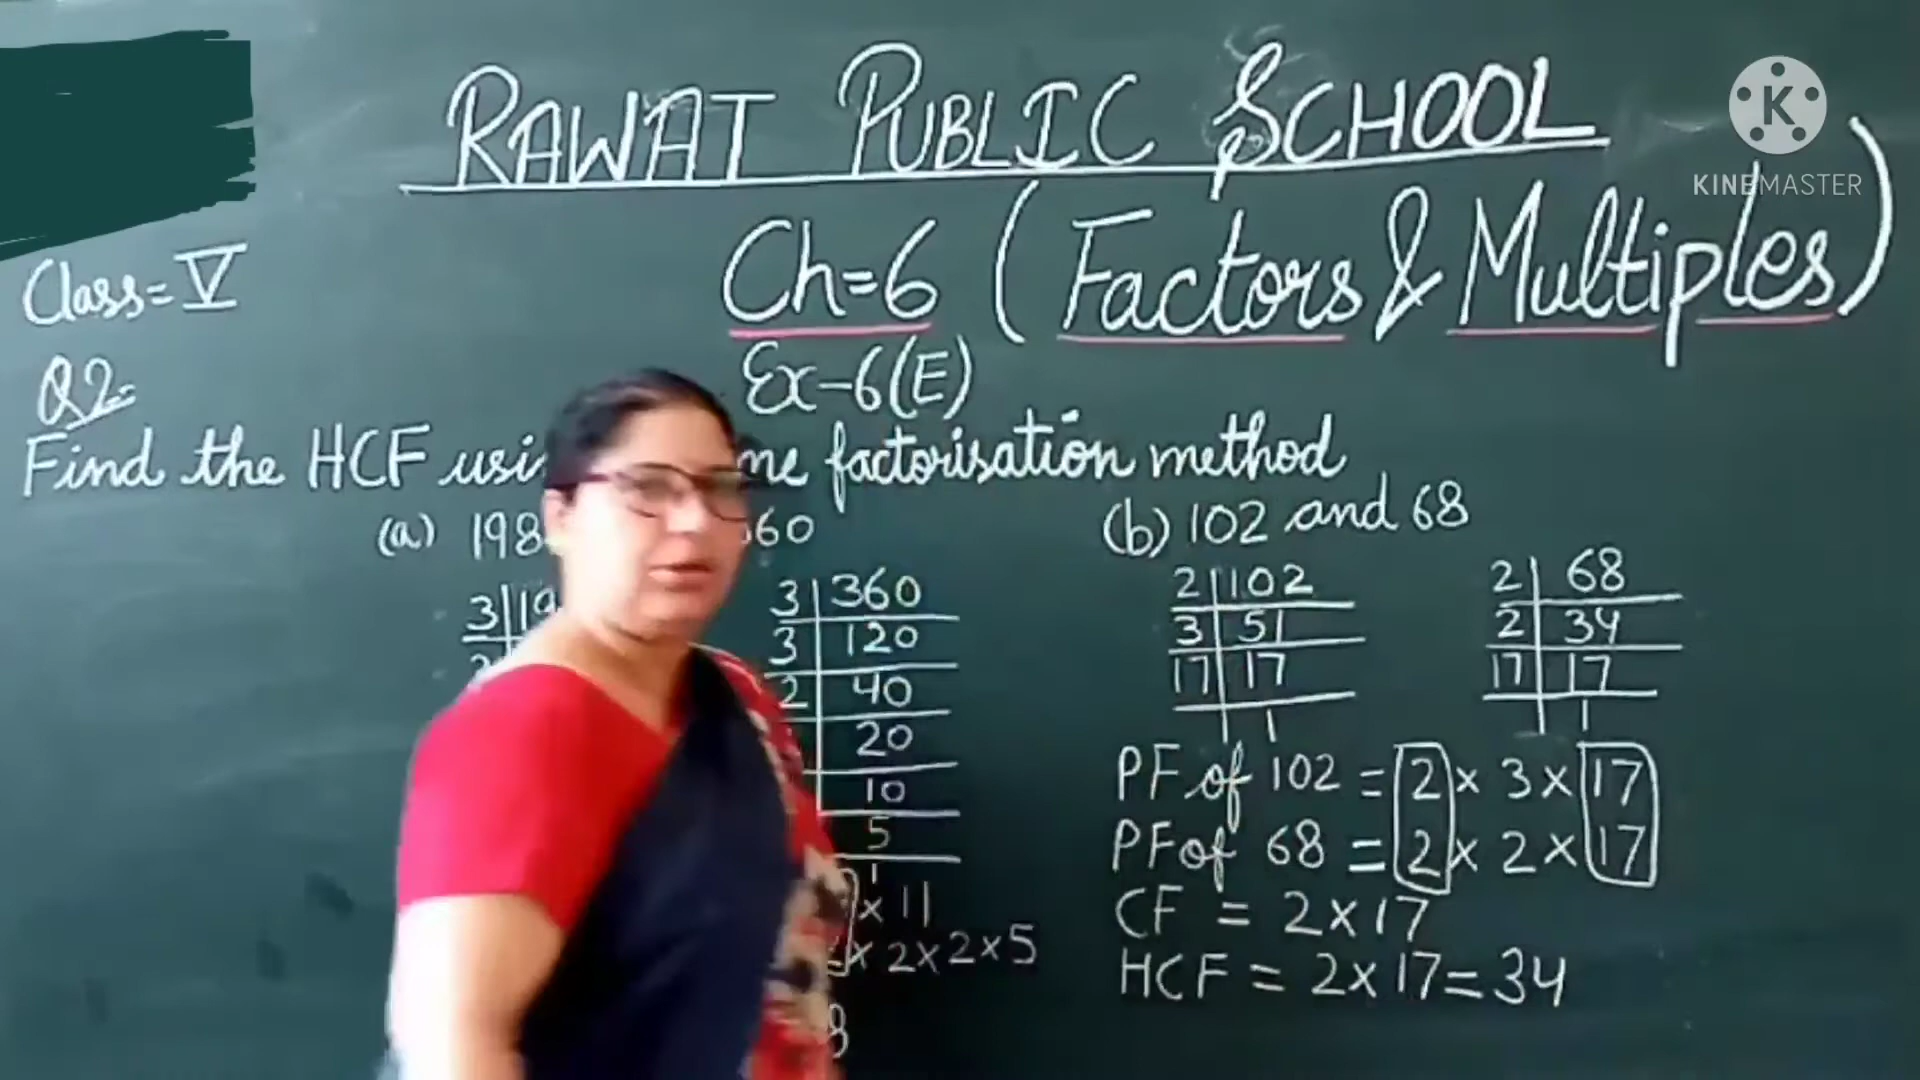 RAWAT PUBLIC SCHOOL
KINEMASTER
Class = V
Ch=6 (Factors & Multiples)
Ex-6(E)
Q2=
Find the HCF factorisation method
(a) 198 60
3 | 360
3 | 120
2 | 40
20
10
5
1
x 11
x 2 x 2 x 5
(b) 102 and 68
2 | 102
3 | 51
17 | 17
1
2 | 68
2 | 34
17 | 17
1
PF of 102 = 2 x 3 x 17
PF of 68 = 2 x 2 x 17
CF = 2 x 17
HCF = 2 x 17 = 34